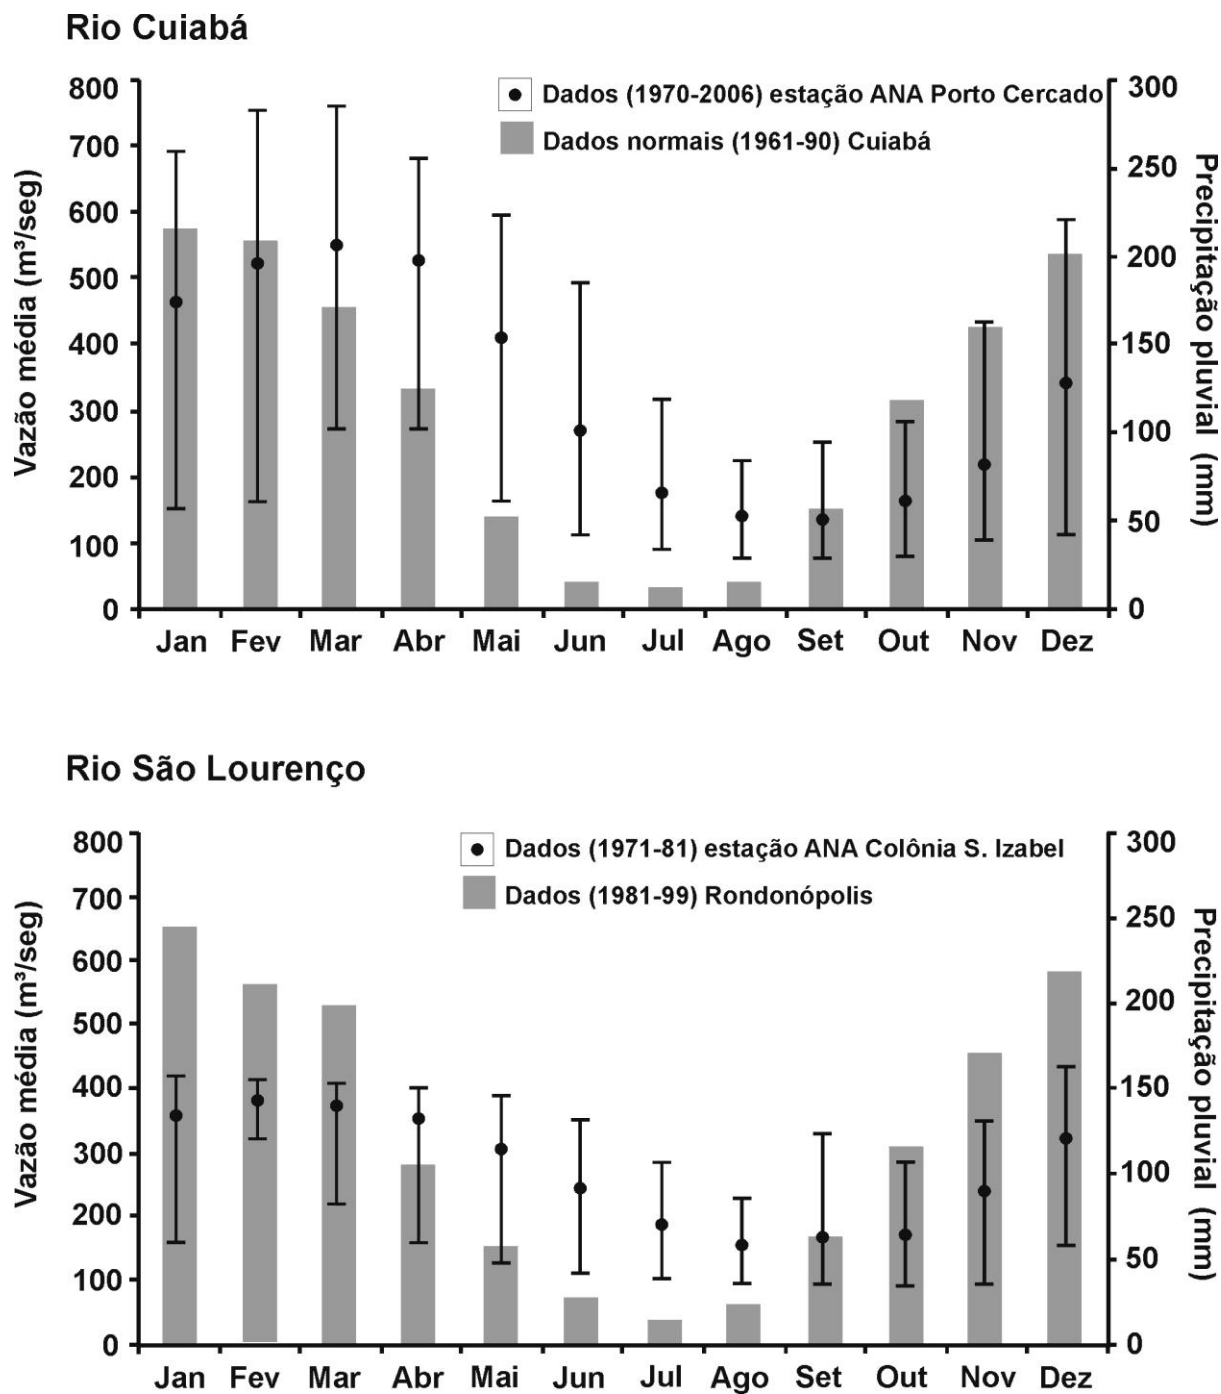 Rio Cuiabá
Dados (1970-2006) estação ANA Porto Cercado
Dados normais (1961-90) Cuiabá
Vazão média (m³/seg)
800
700
600
500
400
300
200
100
0
300
250
200
150
100
50
0
Precipitação pluvial (mm)
Jan Fev Mar Abr Mai Jun Jul Ago Set Out Nov Dez
Rio São Lourenço
Dados (1971-81) estação ANA Colônia S. Izabel
Dados (1981-99) Rondonópolis
Vazão média (m³/seg)
800
700
600
500
400
300
200
100
0
300
250
200
150
100
50
0
Precipitação pluvial (mm)
Jan Fev Mar Abr Mai Jun Jul Ago Set Out Nov Dez